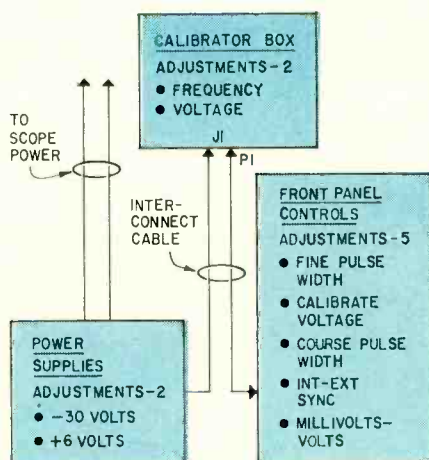 CALIBRATOR BOX
ADJUSTMENTS-2
● FREQUENCY
● VOLTAGE
J1
P1
TO
SCOPE
POWER
INTER-
CONNECT
CABLE
FRONT PANEL
CONTROLS
ADJUSTMENTS-5
● FINE PULSE
WIDTH
● CALIBRATE
VOLTAGE
● COURSE PULSE
WIDTH
● INT-EXT
SYNC
● MILLIVOLTS-
VOLTS
POWER
SUPPLIES
ADJUSTMENTS-2
● -30 VOLTS
● +6 VOLTS